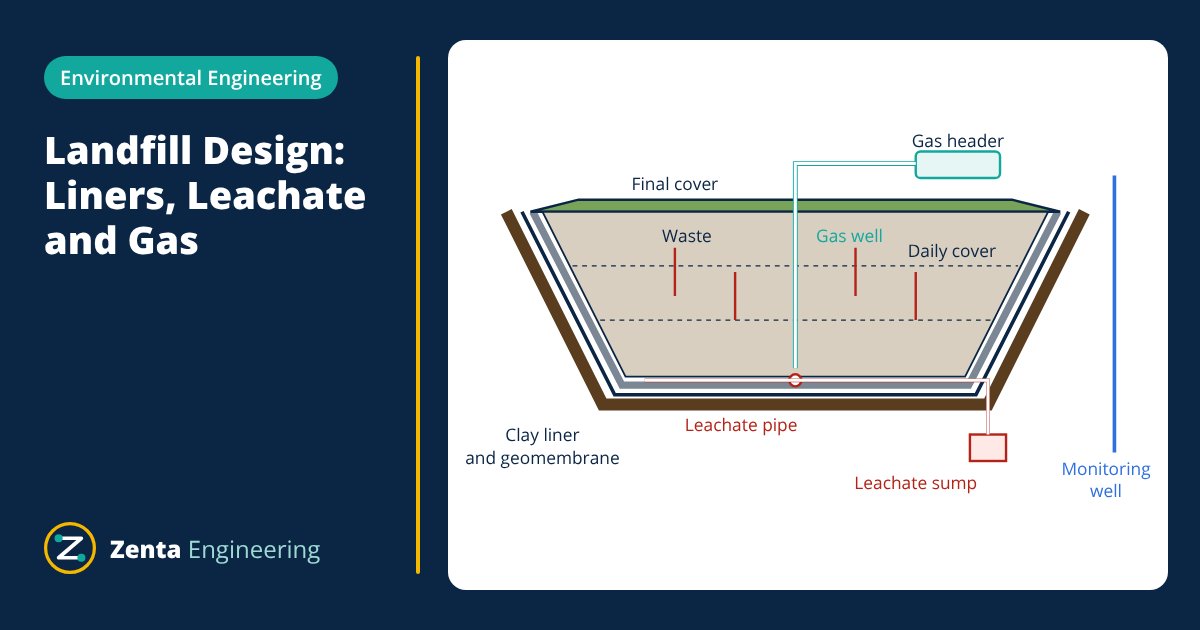 Environmental Engineering
Landfill Design:
Liners, Leachate
and Gas
Zenta Engineering
Gas header
Final cover
Waste
Gas well
Daily cover
Leachate pipe
Clay liner
and geomembrane
Leachate sump
Monitoring
well